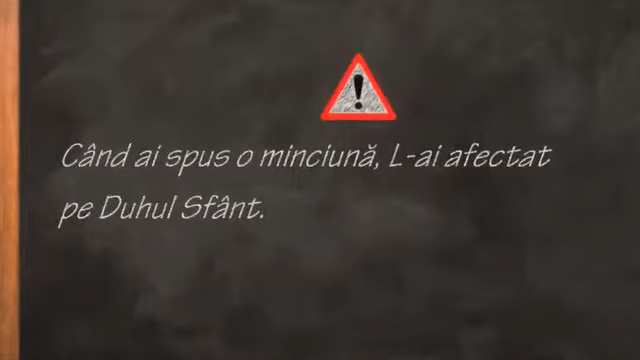 Când ai spus o minciună, L-ai afectat
pe Duhul Sfânt.